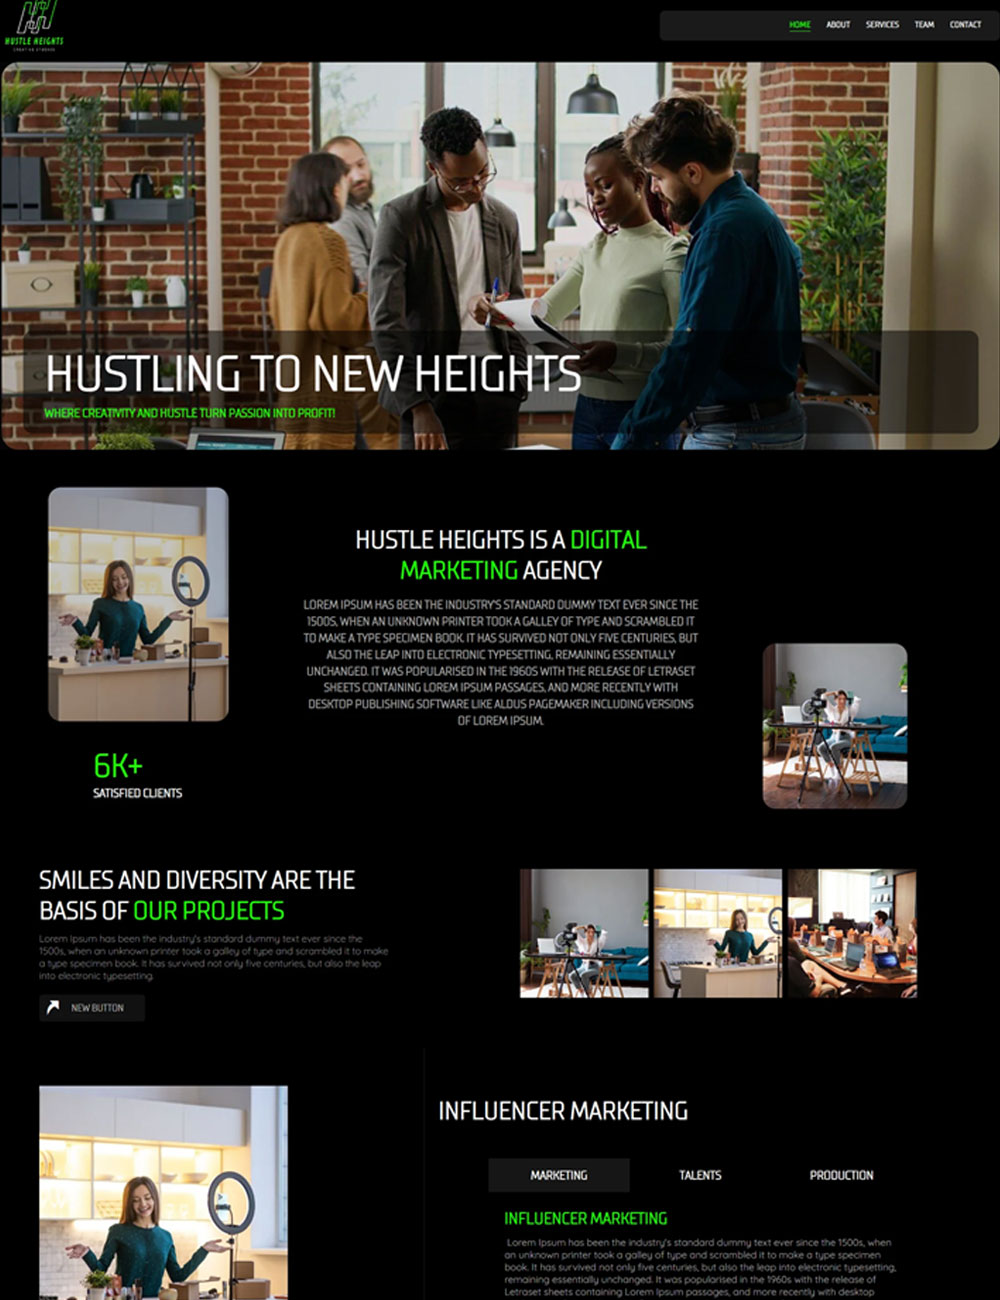 HUSTLE HEIGHTS
HOME ABOUT SERVICES TEAM CONTACT
HUSTLING TO NEW HEIGHTS
WHERE CREATIVITY AND HUSTLE TURN PASSION INTO PROFIT!
HUSTLE HEIGHTS IS A DIGITAL
MARKETING AGENCY
LOREM IPSUM HAS BEEN THE INDUSTRY'S STANDARD DUMMY TEXT EVER SINCE THE
1500S, WHEN AN UNKNOWN PRINTER TOOK A GALLEY OF TYPE AND SCRAMBLED IT
TO MAKE A TYPE SPECIMEN BOOK. IT HAS SURVIVED NOT ONLY FIVE CENTURIES, BUT
ALSO THE LEAP INTO ELECTRONIC TYPESETTING, REMAINING ESSENTIALLY
UNCHANGED. IT WAS POPULARISED IN THE 1960S WITH THE RELEASE OF LETRASET
SHEETS CONTAINING LOREM IPSUM PASSAGES, AND MORE RECENTLY WITH
DESKTOP PUBLISHING SOFTWARE LIKE ALDUS PAGEMAKER INCLUDING VERSIONS
OF LOREM IPSUM.
6K+
SATISFIED CLIENTS
SMILES AND DIVERSITY ARE THE
BASIS OF OUR PROJECTS
Lorem Ipsum has been the industry's standard dummy text ever since the
1500s, when an unknown printer took a galley of type and scrambled it to make
a type specimen book. It has survived not only five centuries, but also the leap
into electronic typesetting.
NEW BUTTON
INFLUENCER MARKETING
MARKETING TALENTS PRODUCTION
INFLUENCER MARKETING
Lorem Ipsum has been the industry's standard dummy text ever since the 1500s, when
an unknown printer took a galley of type and scrambled it to make a type specimen
book. It has survived not only five centuries, but also the leap into electronic typesetting,
remaining essentially unchanged. It was popularised in the 1960s with the release of
Letraset sheets containing Lorem Ipsum passages, and more recently with desktop